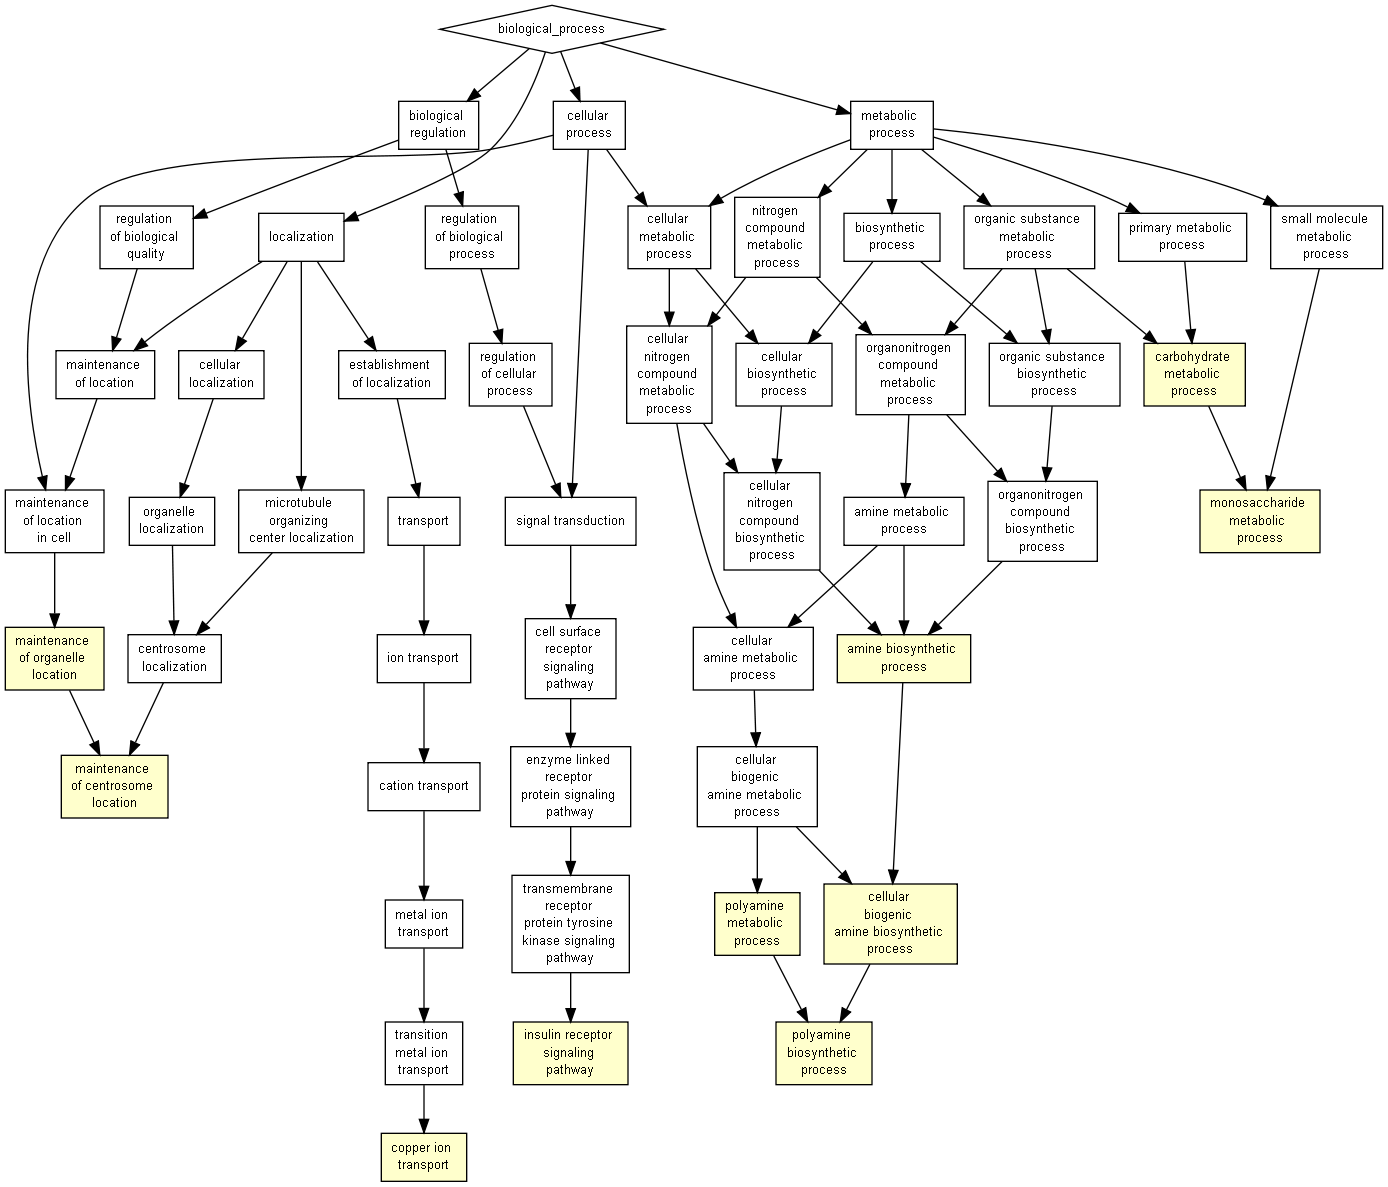 biological_process
biological
regulation
cellular
process
metabolic
process
regulation
of biological
quality
localization
regulation
of biological
process
cellular
metabolic
process
nitrogen
compound
metabolic
process
biosynthetic
process
organic substance
metabolic
process
primary metabolic
process
small molecule
metabolic
process
maintenance
of location
cellular
localization
establishment
of localization
regulation
of cellular
process
cellular
nitrogen
compound
metabolic
process
cellular
biosynthetic
process
organonitrogen
compound
metabolic
process
organic substance
biosynthetic
process
carbohydrate
metabolic
process
maintenance
of location
in cell
organelle
localization
microtubule
organizing
center localization
transport
signal transduction
cellular
nitrogen
compound
biosynthetic
process
amine metabolic
process
organonitrogen
compound
biosynthetic
process
monosaccharide
metabolic
process
maintenance
of organelle
location
centrosome
localization
ion transport
cell surface
receptor
signaling
pathway
cellular
amine metabolic
process
amine biosynthetic
process
maintenance
of centrosome
location
cation transport
enzyme linked
receptor
protein signaling
pathway
cellular
biogenic
amine metabolic
process
metal ion
transport
transmembrane
receptor
protein tyrosine
kinase signaling
pathway
polyamine
metabolic
process
cellular
biogenic
amine biosynthetic
process
transition
metal ion
transport
insulin receptor
signaling
pathway
polyamine
biosynthetic
process
copper ion
transport